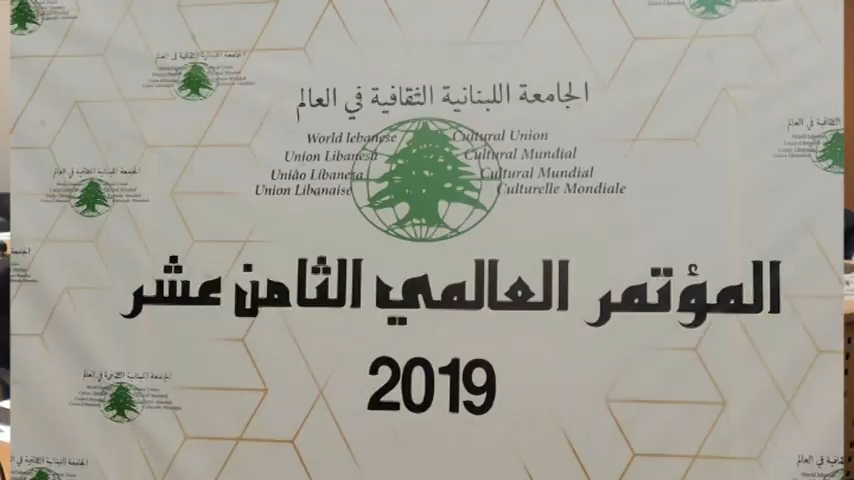 الجامعة اللبنانية الثقافية في العالم
World lebanese Cultural Union
Union Libanesa Cultural Mundial
União Libanesa Cultural Mundial
Union Libanaise Culturelle Mondiale
المؤتمر العالمي الثامن عشر
2019